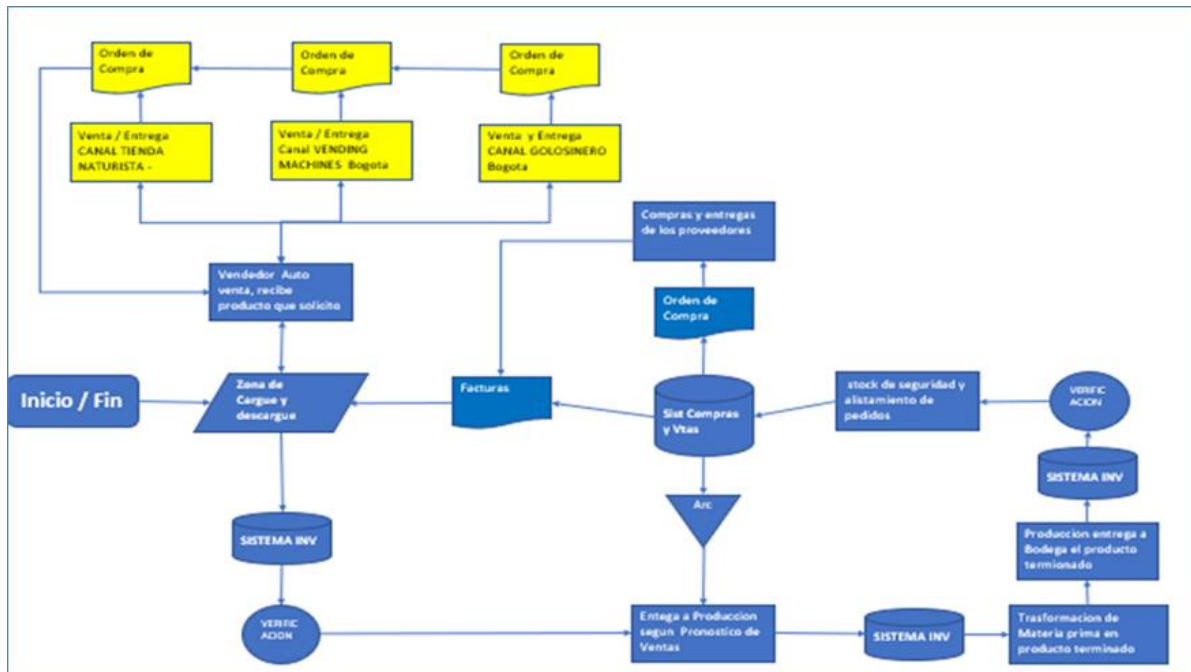 Orden de
Compra
Orden de
Compra
Orden de
Compra
Venta / Entrega
CANAL TIENDA
NATURISTA -
Venta / Entrega
Canal VENDING
MACHINES Bogota
Venta y Entrega
CANAL GOLOSINERO
Bogota
Compras y entregas
de los proveedores
Vendedor Auto
venta, recibe
producto que solicito
Orden de
Compra
Inicio / Fin
Zona de
Cargue y
descargue
Facturas
Sist Compras
y Vtas
stock de seguridad y
alistamiento de
pedidos
VERIFIC
ACION
SISTEMA INV
Arc
SISTEMA INV
Produccion entrega a
Bodega el producto
termionado
VERIFIC
ACION
Entega a Produccion
segun Pronostico de
Ventas
SISTEMA INV
Trasformacion de
Materia prima en
producto terminado